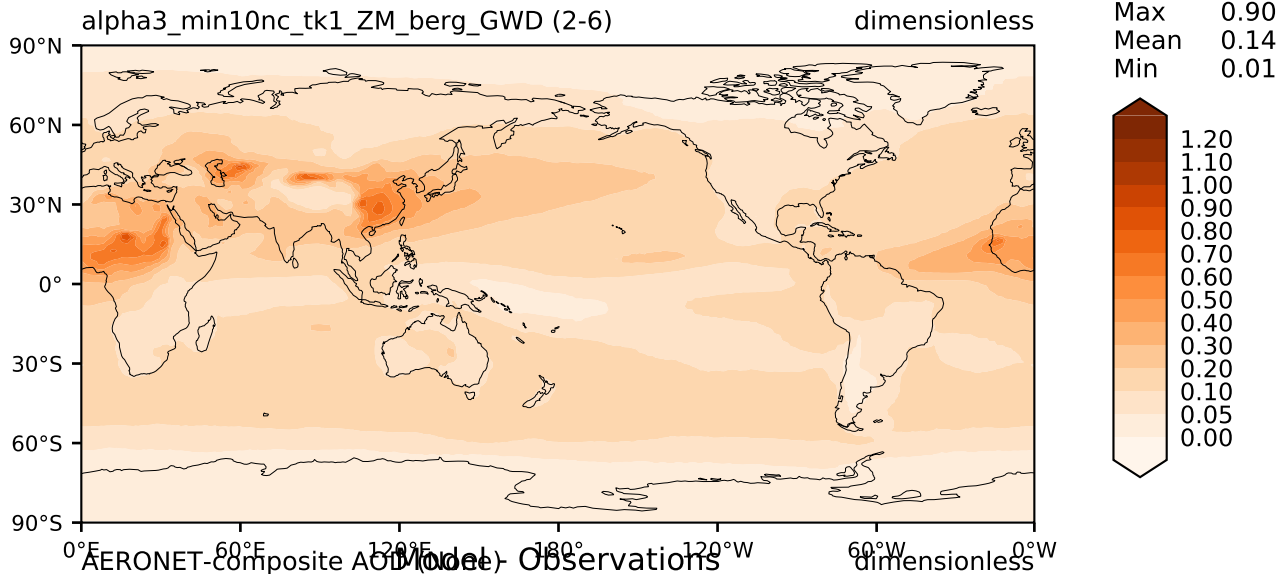 alpha3_min10nc_tk1_ZM_berg_GWD (2-6) dimensionless
Max 0.90
Mean 0.14
Min 0.01
90°N
60°N
30°N
0°
30°S
60°S
90°S
0°E 60°E 120°E 180° 120°W 60°W 0°W
1.20
1.10
1.00
0.90
0.80
0.70
0.60
0.50
0.40
0.30
0.20
0.10
0.05
0.00
AERONET-composite AOD (None) Model - Observations dimensionless